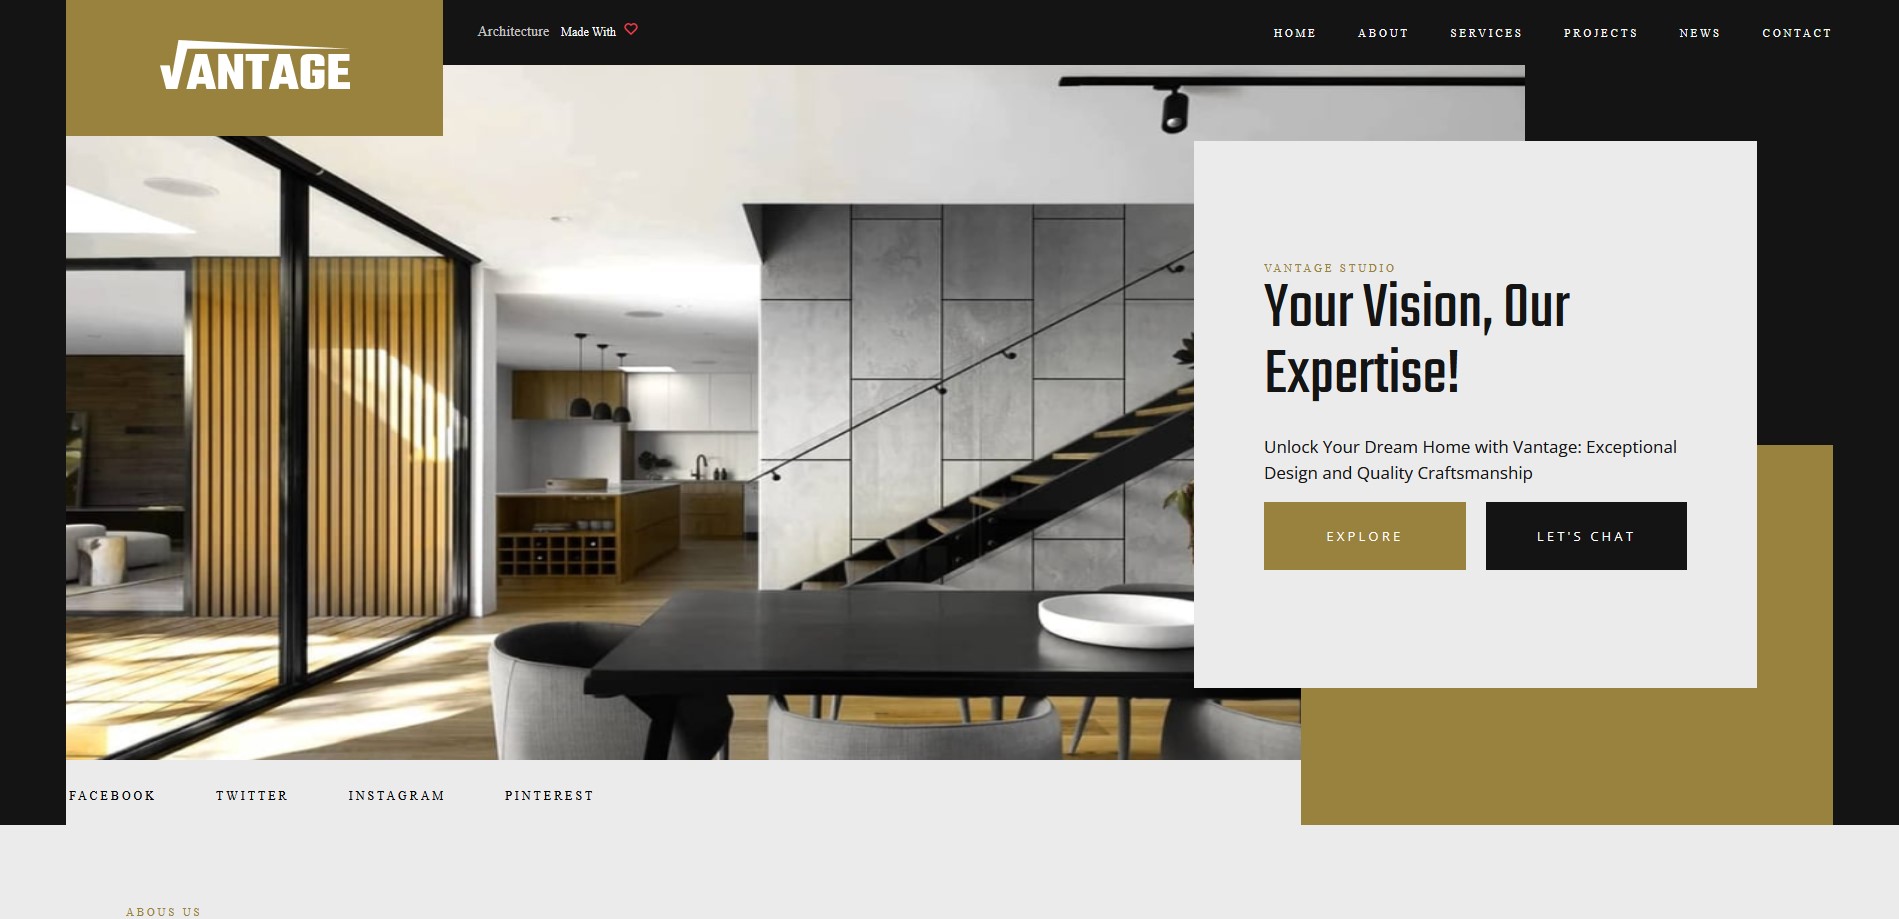 VANTAGE
Architecture Made With
HOME ABOUT SERVICES PROJECTS NEWS CONTACT
VANTAGE STUDIO
Your Vision, Our
Expertise!
Unlock Your Dream Home with Vantage: Exceptional
Design and Quality Craftsmanship
EXPLORE LET'S CHAT
FACEBOOK TWITTER INSTAGRAM PINTEREST
ABOUS US